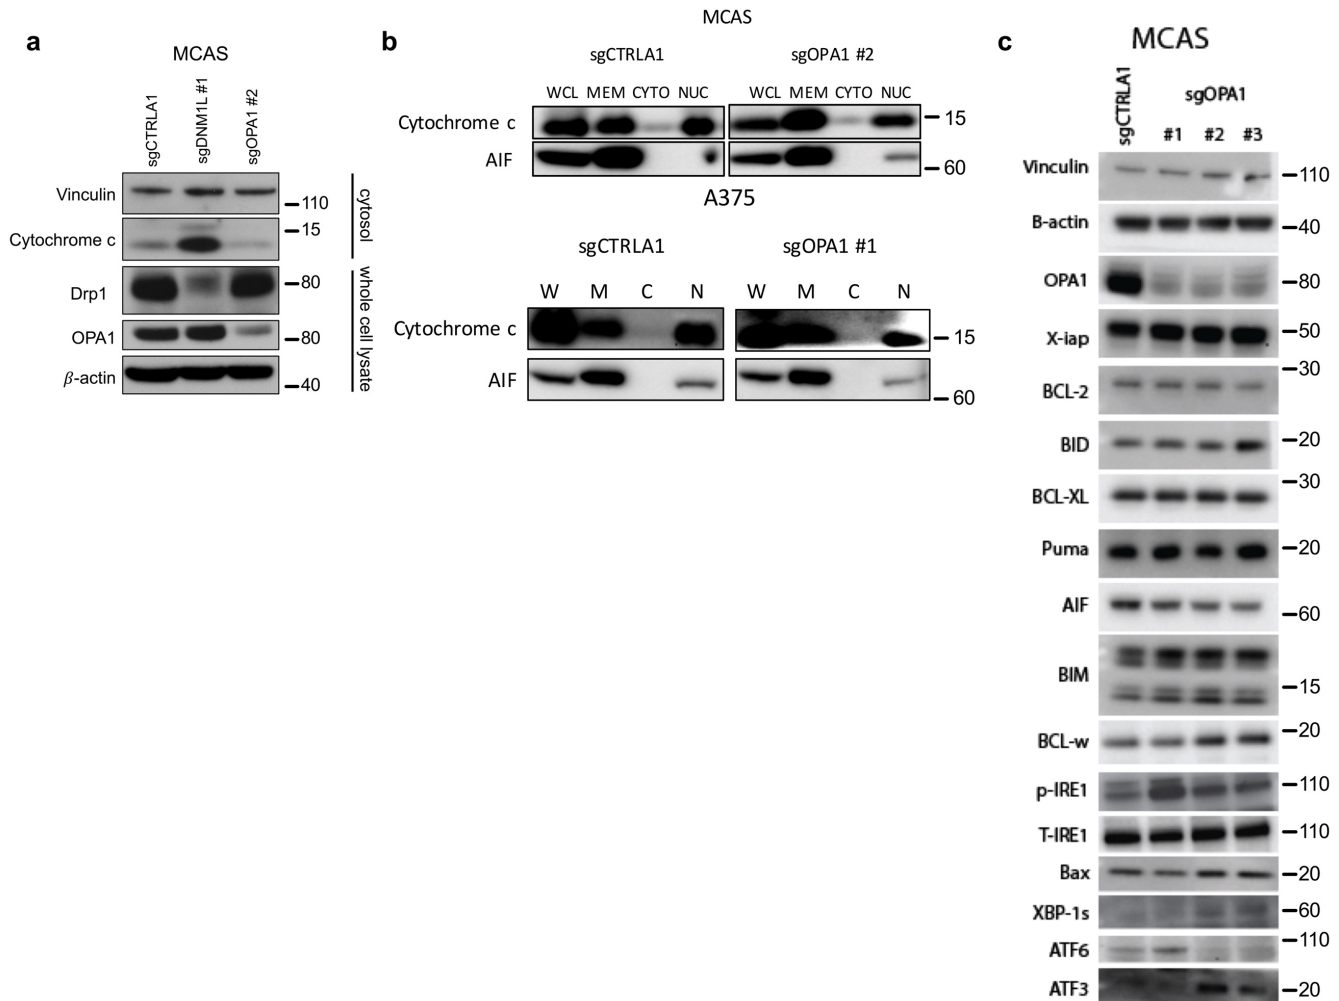 a
MCAS
sgCTRLA1
sgDNM1L #1
sgOPA1 #2
Vinculin
110
Cytochrome c
15
cytosol
Drp1
80
OPA1
80
β-actin
40
whole cell lysate
b
MCAS
sgCTRLA1 sgOPA1 #2
WCL MEM CYTO NUC WCL MEM CYTO NUC
Cytochrome c 15
AIF 60
A375
sgCTRLA1 sgOPA1 #1
W M C N W M C N
Cytochrome c 15
AIF
60
c
MCAS
sgCTRLA1
sgOPA1
#1 #2 #3
Vinculin 110
B-actin 40
OPA1 80
X-iap 50
BCL-2 30
BID 20
BCL-XL 30
Puma 20
AIF 60
BIM 15
BCL-w 20
p-IRE1 110
T-IRE1 110
Bax 20
XBP-1s 60
ATF6 110
ATF3 20